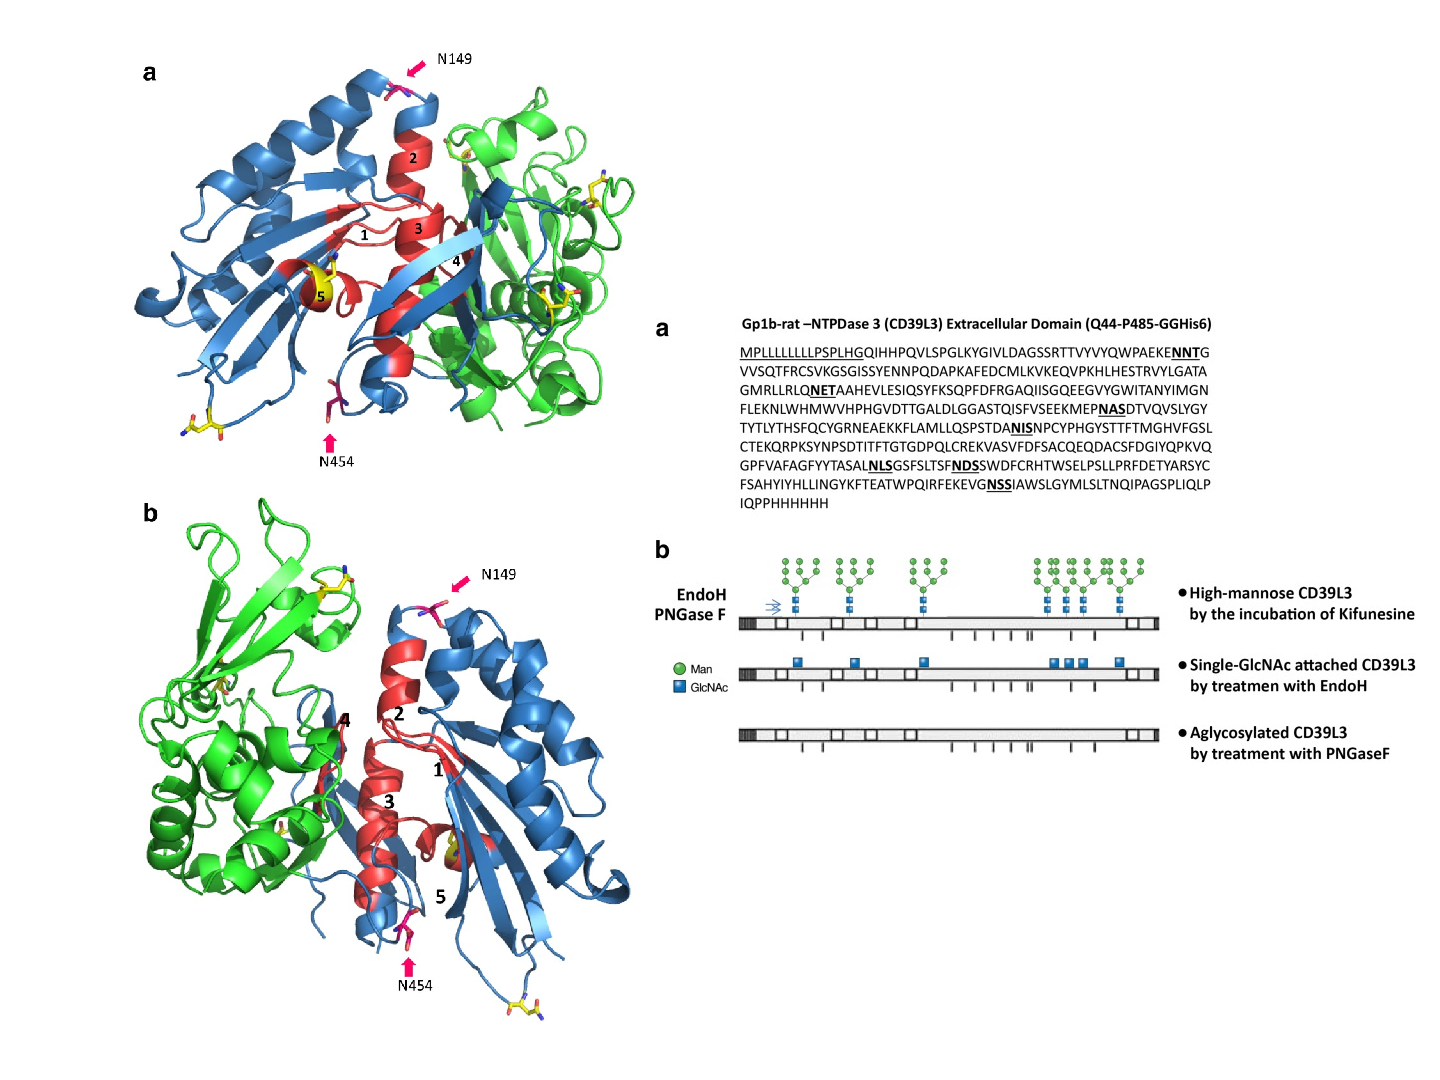 a
N149
2
3
1
4
5
N454
b
N149
4
2
1
3
5
N454
a
Gp1b-rat –NTPDase 3 (CD39L3) Extracellular Domain (Q44-P485-GGHis6)
MPLLLLLLLLPSPLHGQIHHPQVLSPGLKYGIVLDAGSSRTTVYVYQWPAEKENNTG
VVSQTFRCSVKGSGISSYENNPQDAPKAFEDCMLKVKEQVPKHLHESTRVYLGATA
GMRLLRLQNETAAHEVLESIQSYFKSQPFDFRGAQIISGQEEGVYGWITANYIMGN
FLEKNLWHMWVHPHGVDTTGALDLGGASTQISFVSEEKMEPNASDTVQVSLYGY
TYTLYTHSFQCYGRNEAEKKFLAMLLQSPSTDANISNPCYPHGYSTTFTMGHVFGSL
CTEKQRPKSYNPSDTITFTGTGDPQLCREKVASVFDFSACQEQDACSFDGIYQPKVQ
GPFVAFAGFYYTASALNLSGSFSLTSFNDSSWDFCRHTWSELPSLLPRFDETYARSYC
FSAHYIYHLLINGYKFTEATWPQIRFEKEVGNSSIAWSLGYMLSLTNQIPAGSPLIQLP
IQPPHHHHHH
b
EndoH
PNGase F
● High-mannose CD39L3
by the incubation of Kifunesine
Man
GlcNAc
● Single-GlcNAc attached CD39L3
by treatmen with EndoH
● Aglycosylated CD39L3
by treatment with PNGaseF